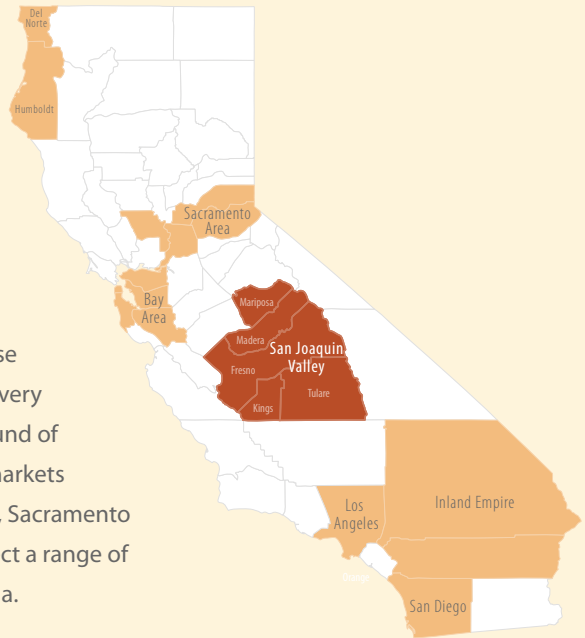 Del
Norte
Humboldt
Sacramento
Area
Bay
Area
Mariposa
Madera
San Joaquin
Valley
Fresno
Kings
Tulare
Los
Angeles
Inland Empire
Orange
San Diego
se
very
und of
markets
, Sacramento
ct a range of
a.